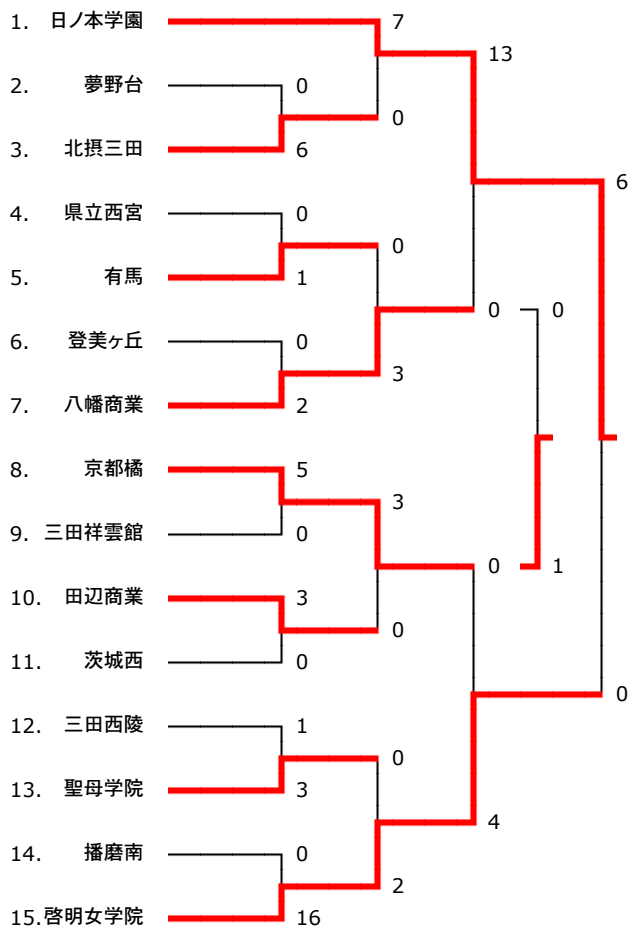 1. 日ノ本学園 7
13
2. 夢野台 0
0
3. 北摂三田 6
6
4. 県立西宮 0
0
5. 有馬 1
0 0
6. 登美ヶ丘 0
3
7. 八幡商業 2
8. 京都橘 5
3
9. 三田祥雲館 0
0 1
10. 田辺商業 3
0
11. 茨城西 0
0
12. 三田西陵 1
0
13. 聖母学院 3
4
14. 播磨南 0
2
15. 啓明女学院 16